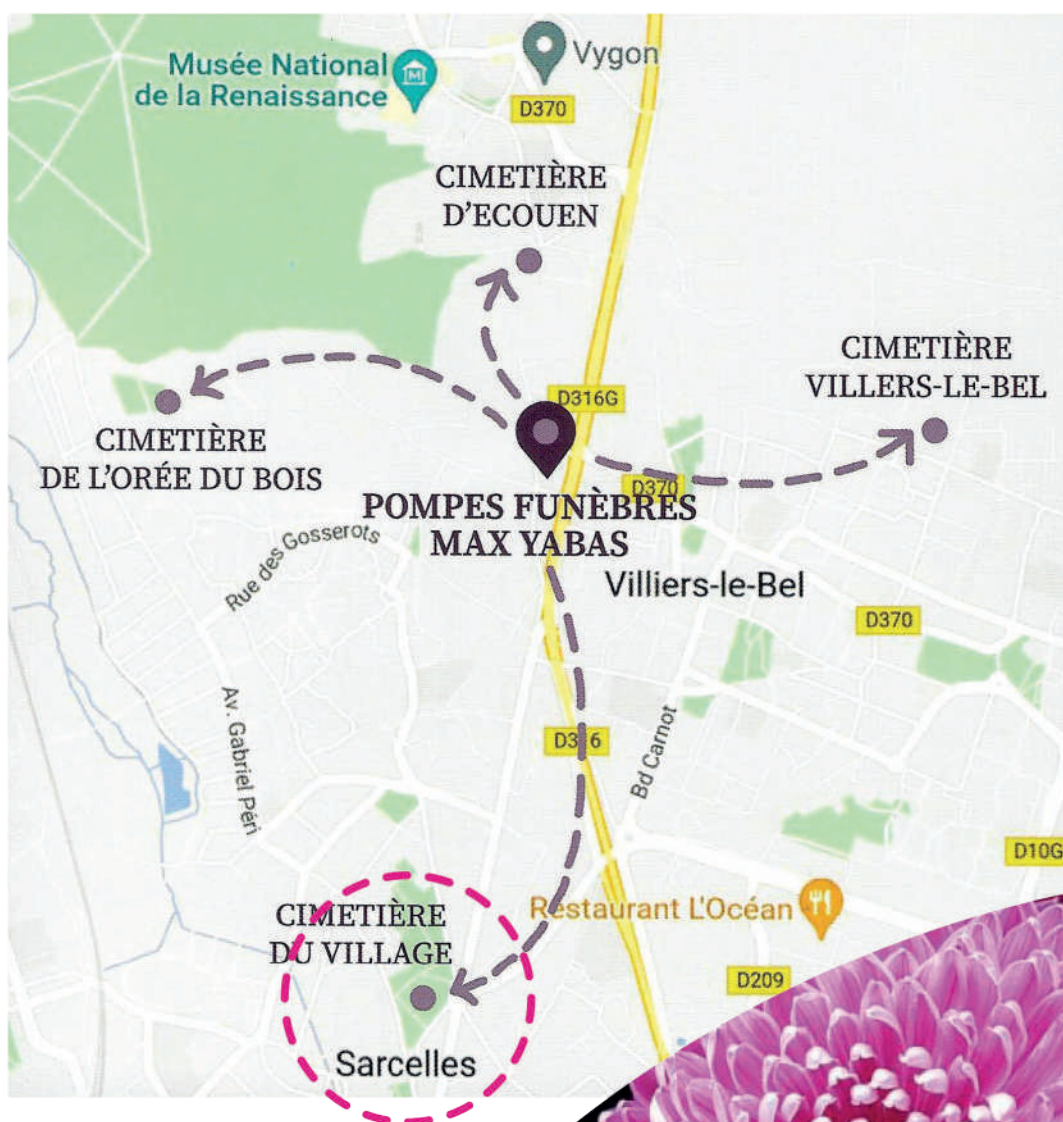 Musée National
de la Renaissance
Vygon
D370
CIMETIÈRE
D'ECOUEN
D316G
CIMETIÈRE
VILLERS-LE-BEL
CIMETIÈRE
DE L'ORÉE DU BOIS
D370
POMPES FUNÈBRES
MAX YABAS
Rue des Gosserots
Villiers-le-Bel
D370
Av. Gabriel Péri
D316
Bd Carnot
D10G
CIMETIÈRE
DU VILLAGE
Restaurant L'Océan
D209
Sarcelles